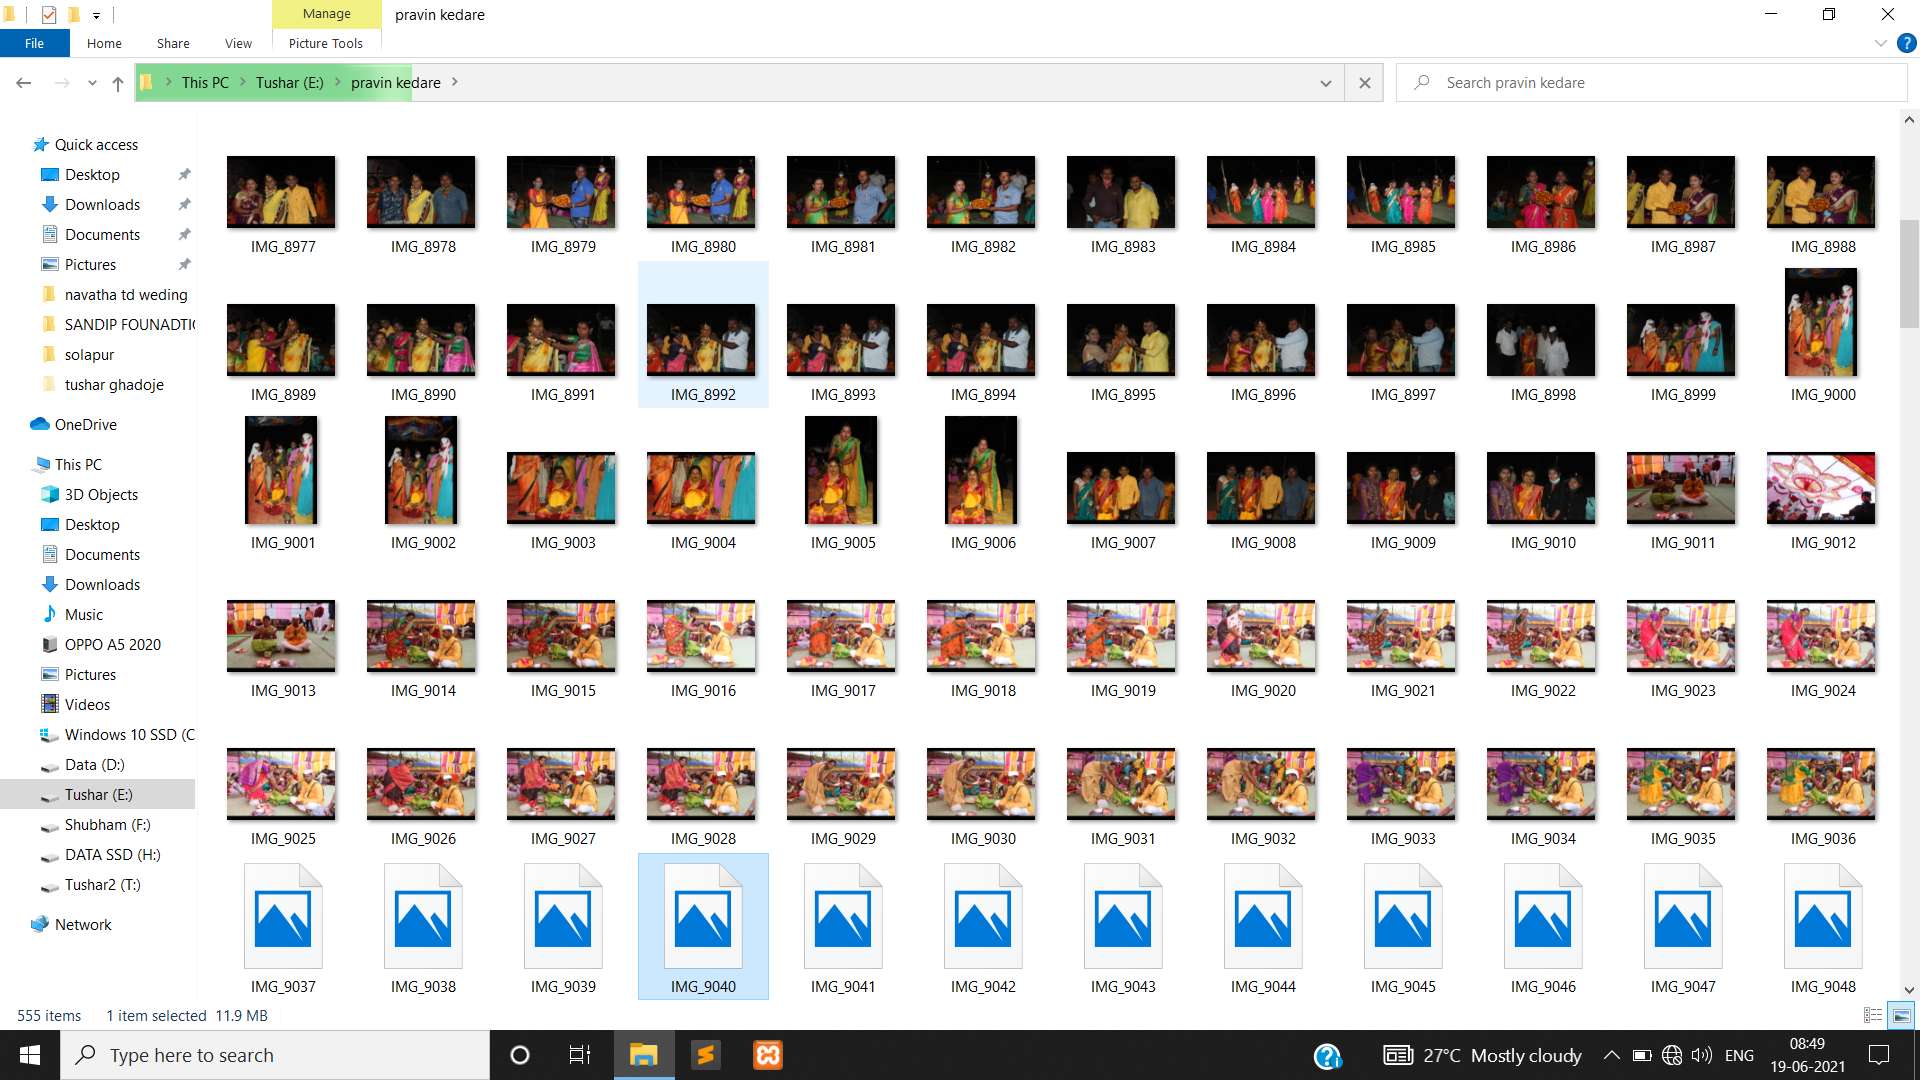 Manage
pravin kedare
File
Home
Share
View
Picture Tools
This PC
Tushar (E:)
pravin kedare
Search pravin kedare
Quick access
Desktop
Downloads
Documents
Pictures
navatha td weding
SANDIP FOUNADTIO
solapur
tushar ghadoje
OneDrive
This PC
3D Objects
Desktop
Documents
Downloads
Music
OPPO A5 2020
Pictures
Videos
Windows 10 SSD (C
Data (D:)
Tushar (E:)
Shubham (F:)
DATA SSD (H:)
Tushar2 (T:)
Network
IMG_8977 IMG_8978 IMG_8979 IMG_8980 IMG_8981 IMG_8982 IMG_8983 IMG_8984 IMG_8985 IMG_8986 IMG_8987 IMG_8988
IMG_8989 IMG_8990 IMG_8991 IMG_8992 IMG_8993 IMG_8994 IMG_8995 IMG_8996 IMG_8997 IMG_8998 IMG_8999 IMG_9000
IMG_9001 IMG_9002 IMG_9003 IMG_9004 IMG_9005 IMG_9006 IMG_9007 IMG_9008 IMG_9009 IMG_9010 IMG_9011 IMG_9012
IMG_9013 IMG_9014 IMG_9015 IMG_9016 IMG_9017 IMG_9018 IMG_9019 IMG_9020 IMG_9021 IMG_9022 IMG_9023 IMG_9024
IMG_9025 IMG_9026 IMG_9027 IMG_9028 IMG_9029 IMG_9030 IMG_9031 IMG_9032 IMG_9033 IMG_9034 IMG_9035 IMG_9036
IMG_9037 IMG_9038 IMG_9039 IMG_9040 IMG_9041 IMG_9042 IMG_9043 IMG_9044 IMG_9045 IMG_9046 IMG_9047 IMG_9048
555 items
1 item selected 11.9 MB
Type here to search
27°C Mostly cloudy
ENG
08:49
19-06-2021